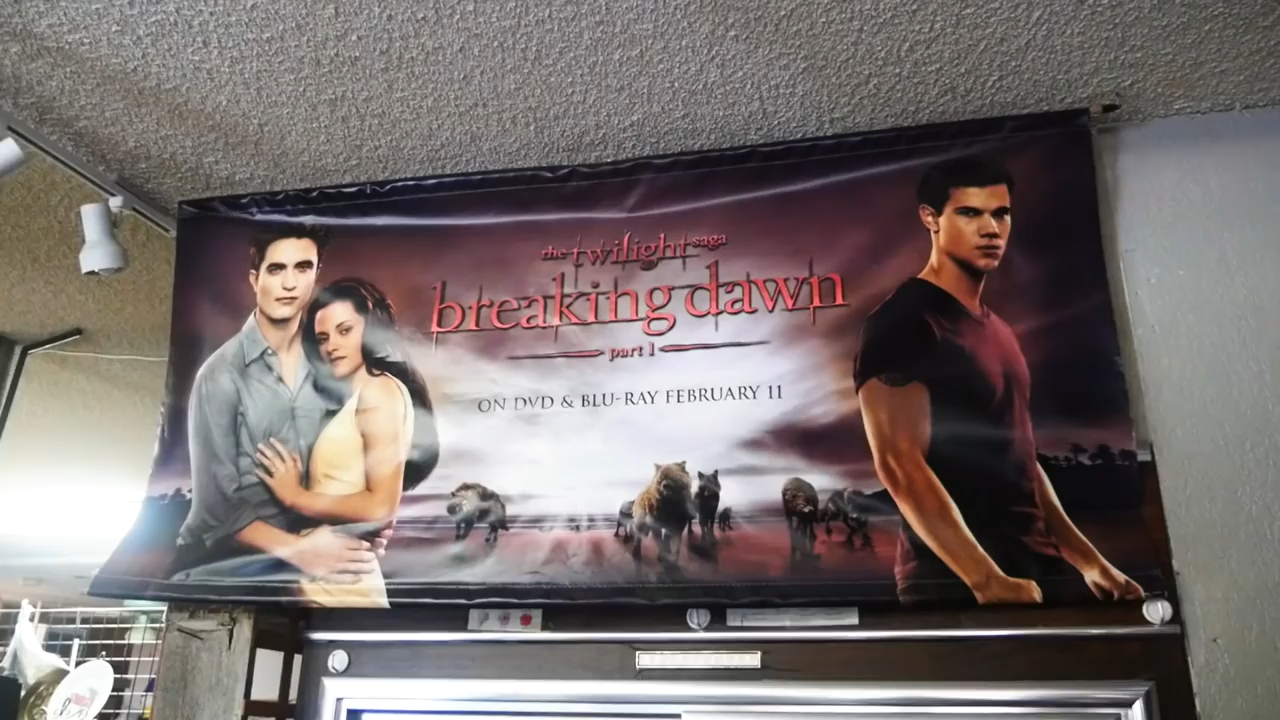 the twilight saga
breaking dawn
part 1
ON DVD & BLU-RAY FEBRUARY 11